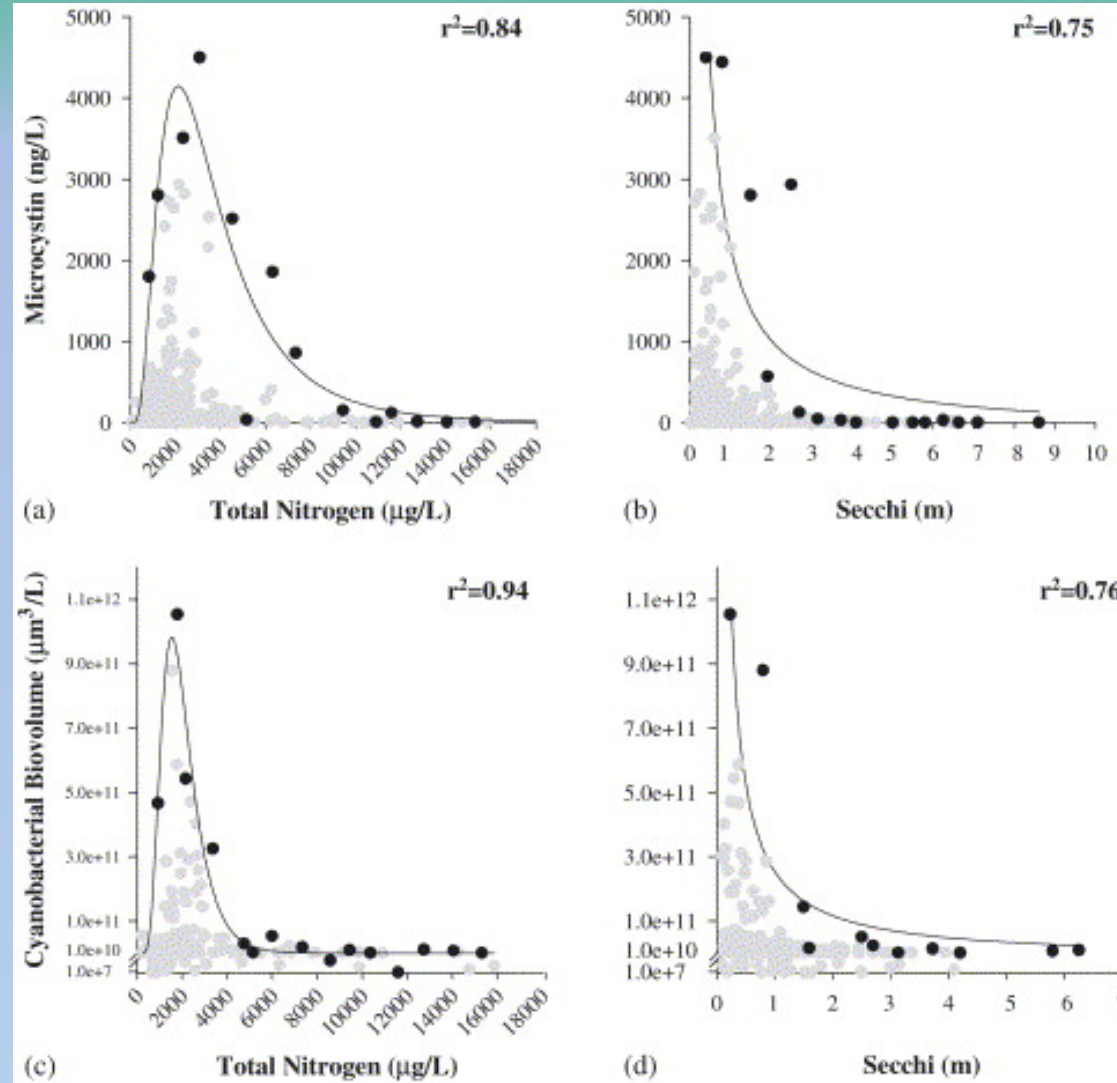 r²=0.84
5000
4000
3000
2000
1000
0
Microcystin (ng/L)
0 2000 4000 6000 8000 10000 12000 14000 16000 18000
(a) Total Nitrogen (µg/L)
r²=0.75
5000
4000
3000
2000
1000
0
0 1 2 3 4 5 6 7 8 9 10
(b) Secchi (m)
r²=0.94
1.1e+12
9.0e+11
7.0e+11
5.0e+11
3.0e+11
1.0e+11
1.0e+10
1.0e+7
Cyanobacterial Biovolume (µm³/L)
0 2000 4000 6000 8000 10000 12000 14000 16000 18000
(c) Total Nitrogen (µg/L)
r²=0.76
1.1e+12
9.0e+11
7.0e+11
5.0e+11
3.0e+11
1.0e+11
1.0e+10
1.0e+7
0 1 2 3 4 5 6
(d) Secchi (m)